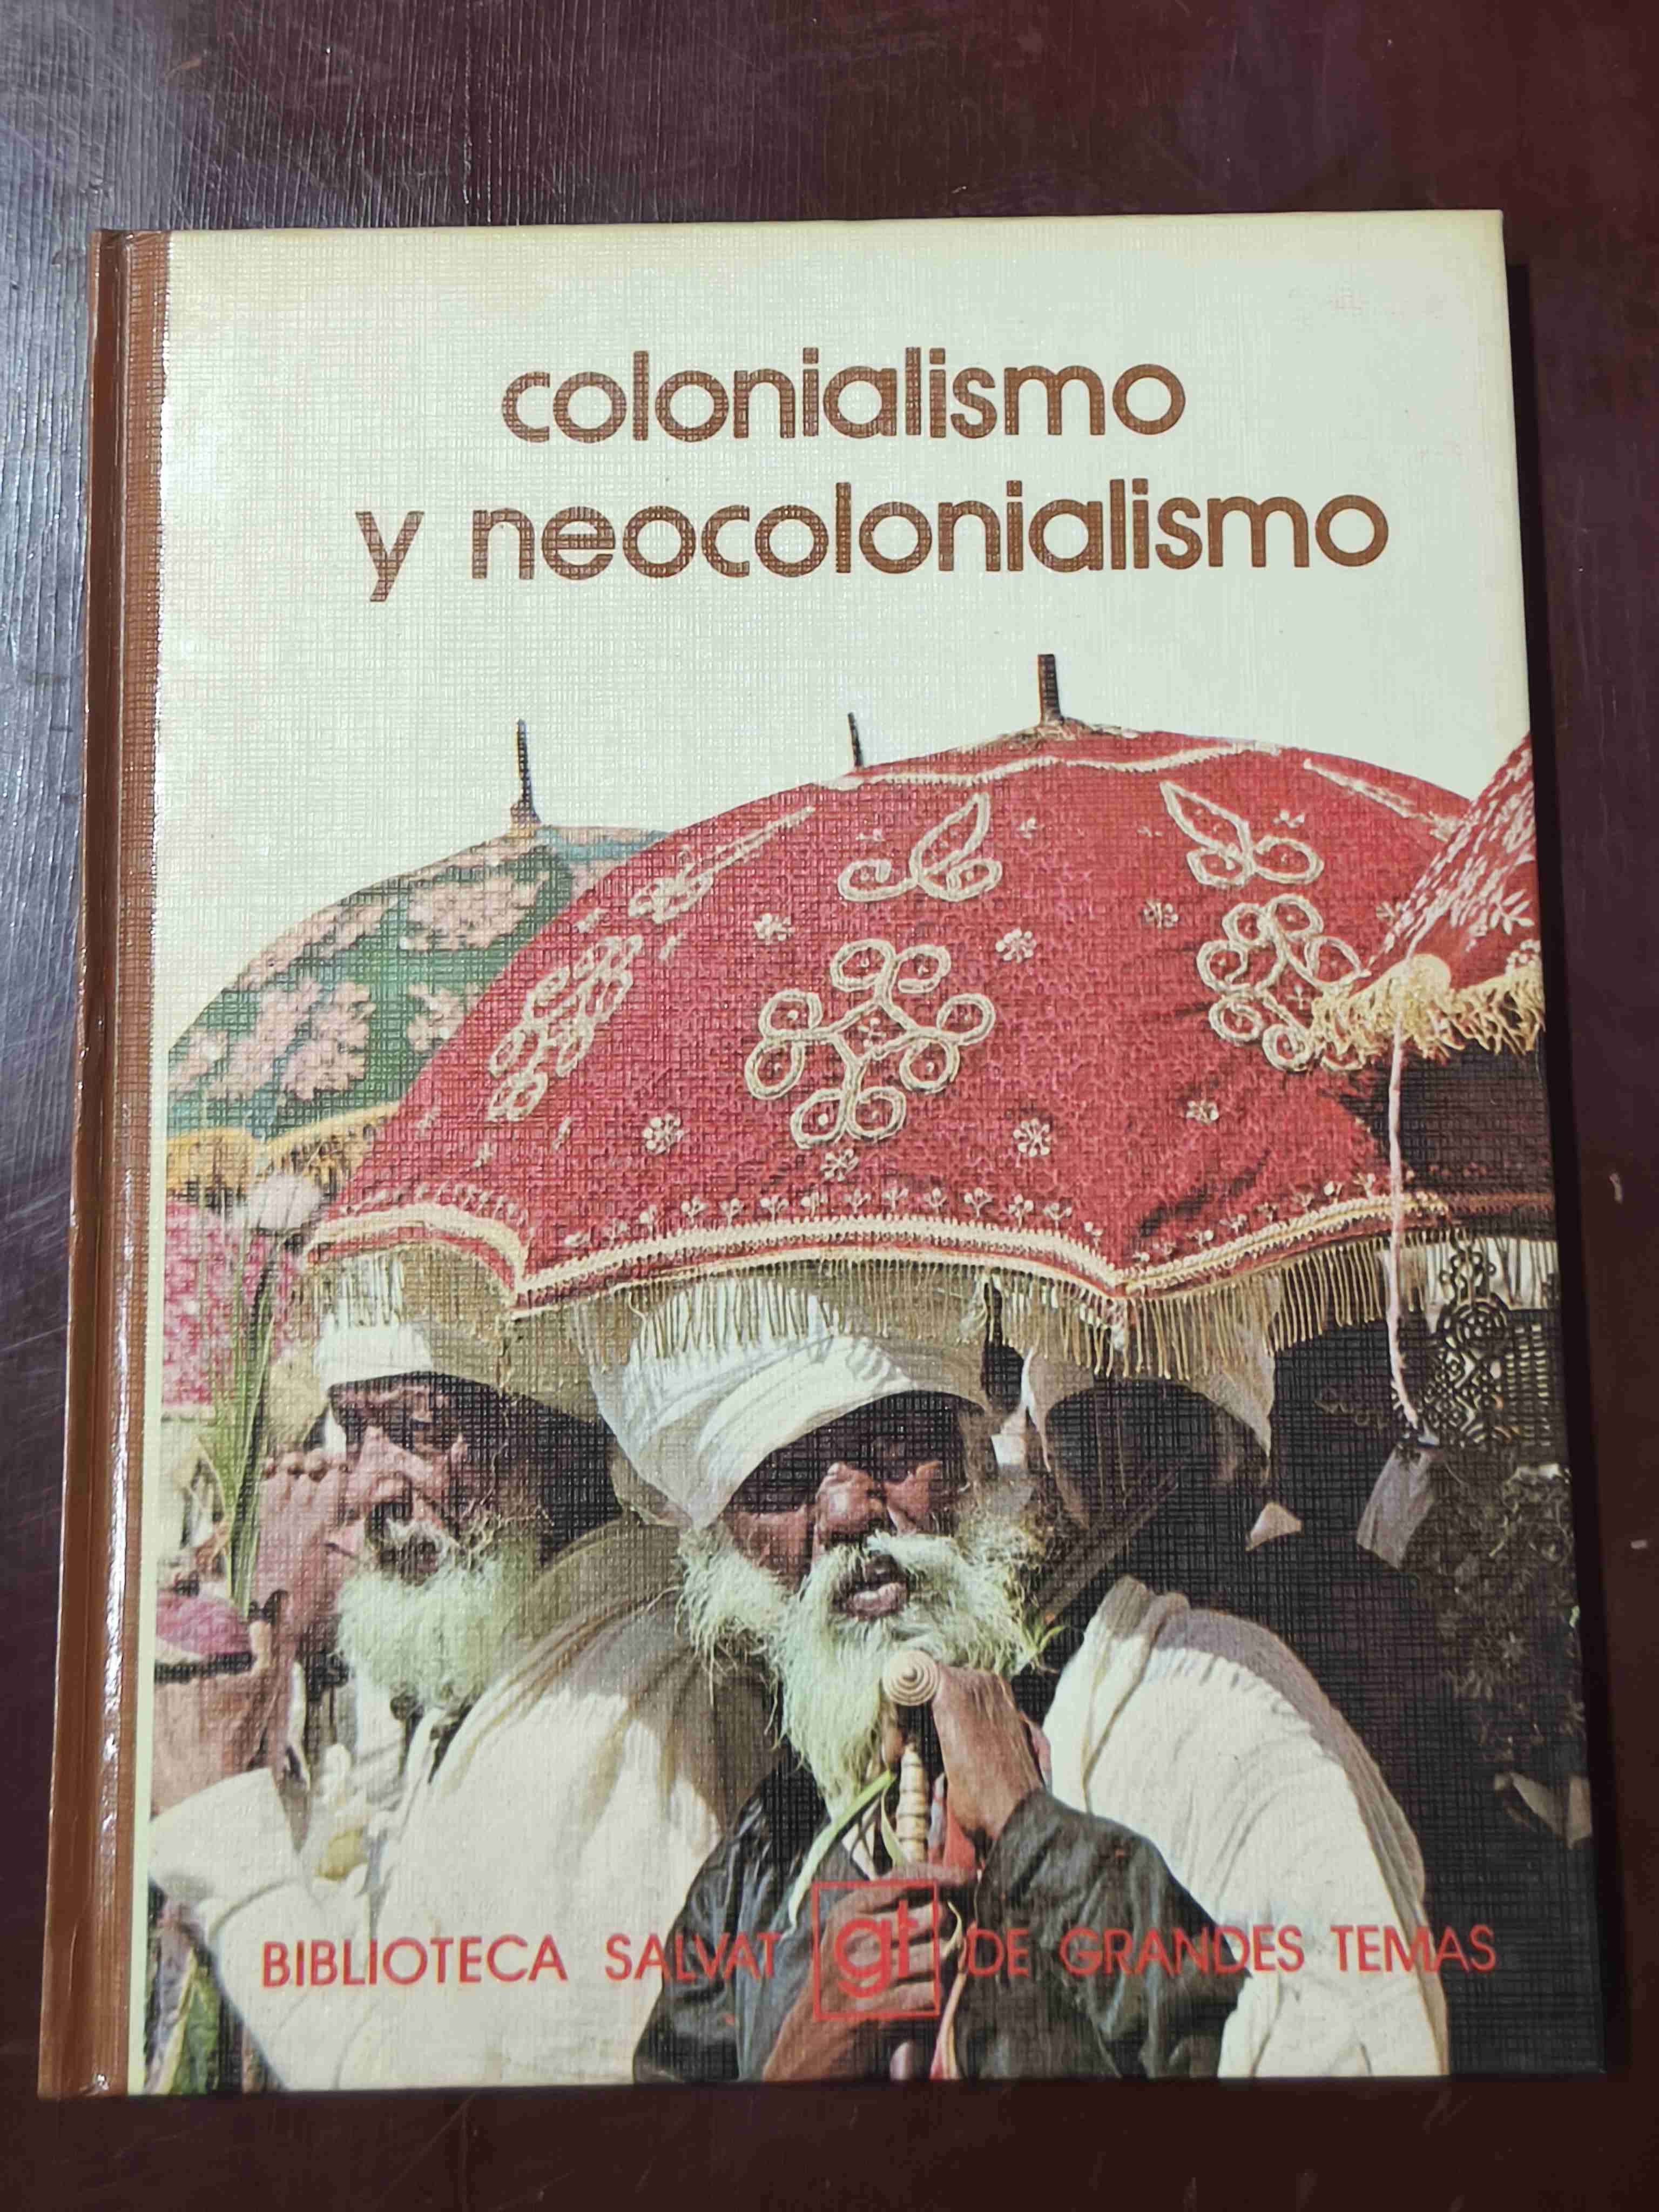 colonialismo
y neocolonialismo
BIBLIOTECA SALVAT gt DE GRANDES TEMAS